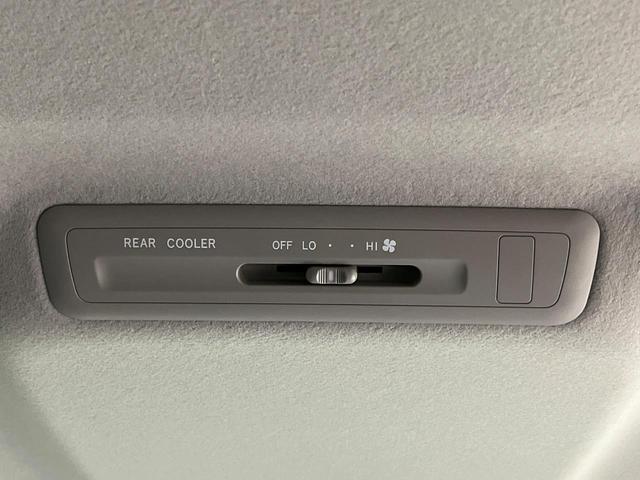 REAR COOLER OFF LO · · HI